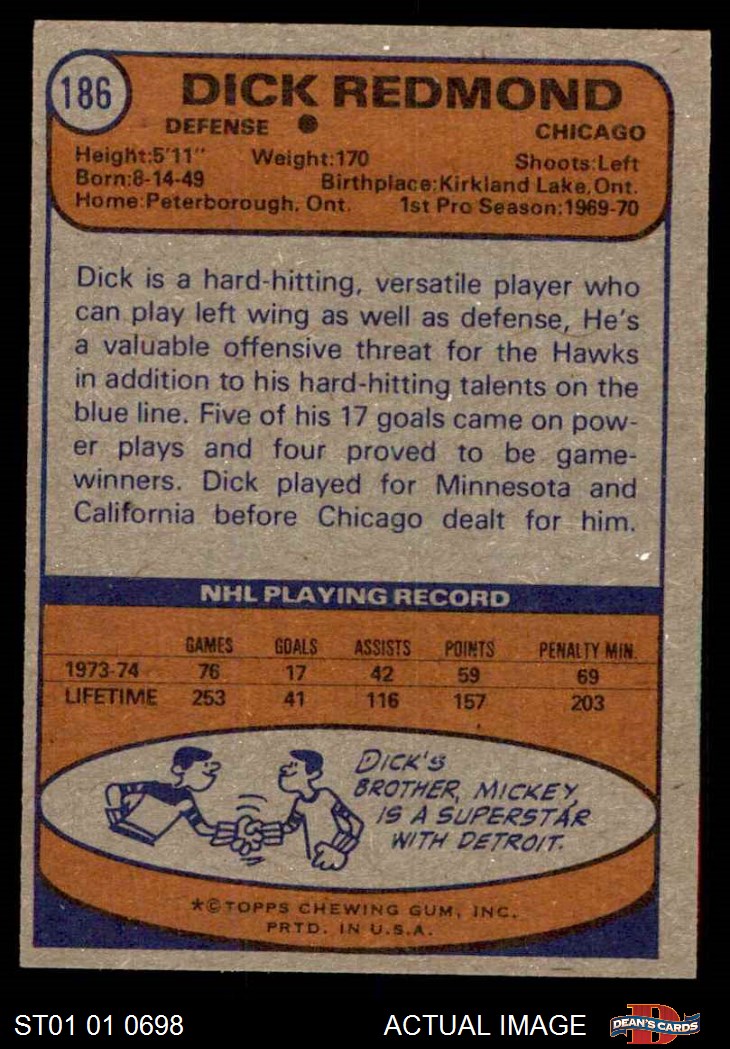 186
DICK REDMOND
DEFENSE ●
CHICAGO
Height:5'11" Weight:170 Shoots:Left
Born:8-14-49 Birthplace:Kirkland Lake,Ont.
Home:Peterborough, Ont. 1st Pro Season:1969-70
Dick is a hard-hitting, versatile player who
can play left wing as well as defense, He's
a valuable offensive threat for the Hawks
in addition to his hard-hitting talents on the
blue line. Five of his 17 goals came on pow-
er plays and four proved to be game-
winners. Dick played for Minnesota and
California before Chicago dealt for him.
NHL PLAYING RECORD
GAMES GOALS ASSISTS POINTS PENALTY MIN.
1973-74 76 17 42 59 69
LIFETIME 253 41 116 157 203
DICK'S
BROTHER, MICKEY,
IS A SUPERSTAR
WITH DETROIT.
*©TOPPS CHEWING GUM, INC.
PRTD. IN U.S.A.
ST01 01 0698 ACTUAL IMAGE
DEAN'S CARDS